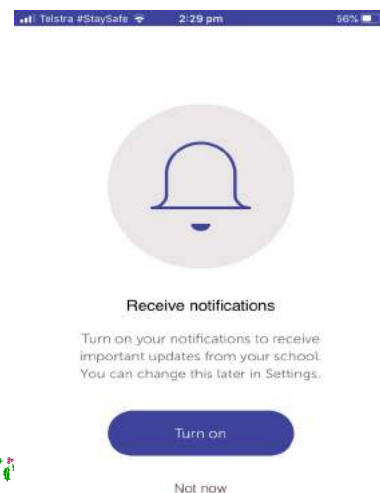 Telstra #StaySafe 2:29 pm 56%
Receive notifications
Turn on your notifications to receive
important updates from your school.
You can change this later in Settings.
Turn on
Not now